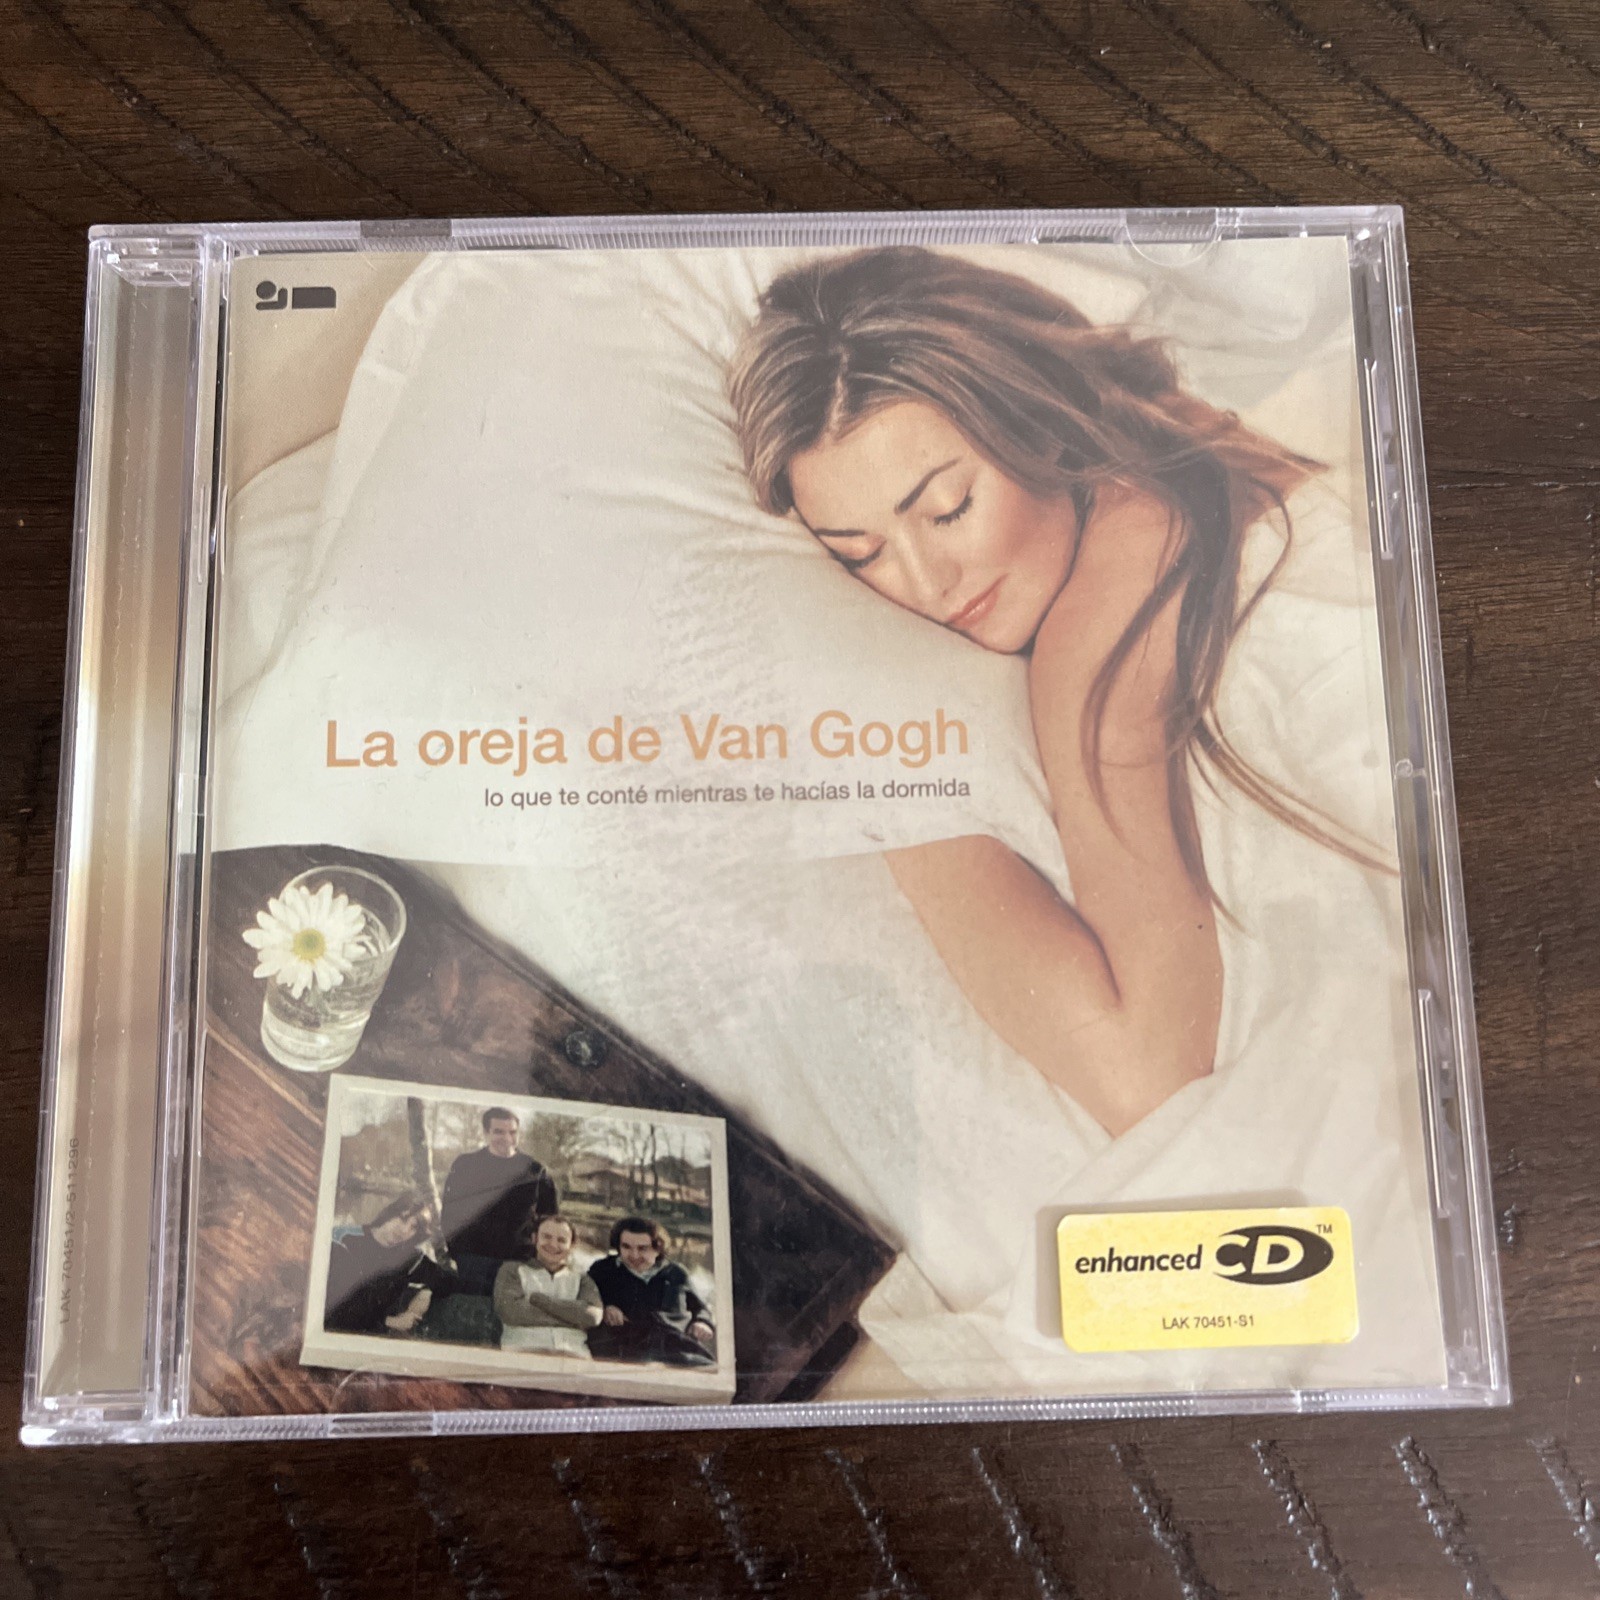 La oreja de Van Gogh
lo que te conté mientras te hacías la dormida
enhanced CD™
LAK 70451-S1
LAK 70451/2-511296